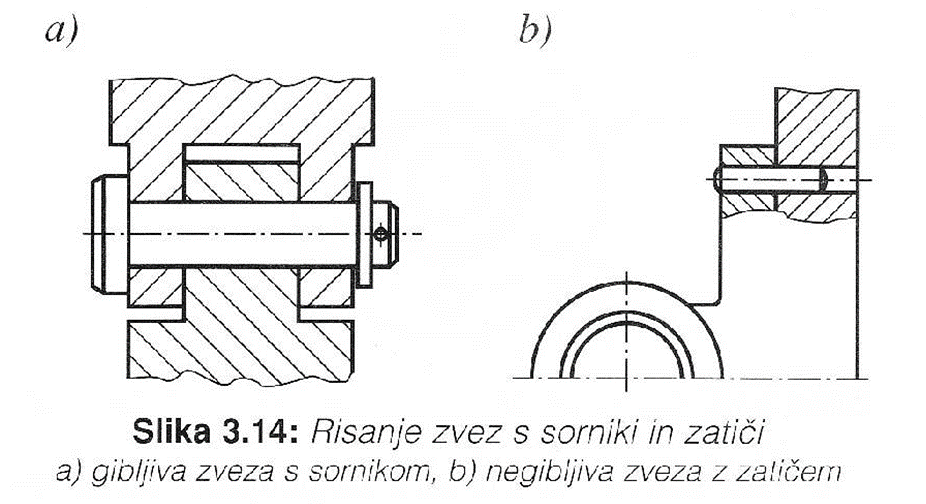 a) b)
Slika 3.14: Risanje zvez s sorniki in zatiči
a) gibljiva zveza s sornikom, b) negibljiva zveza z zatičem